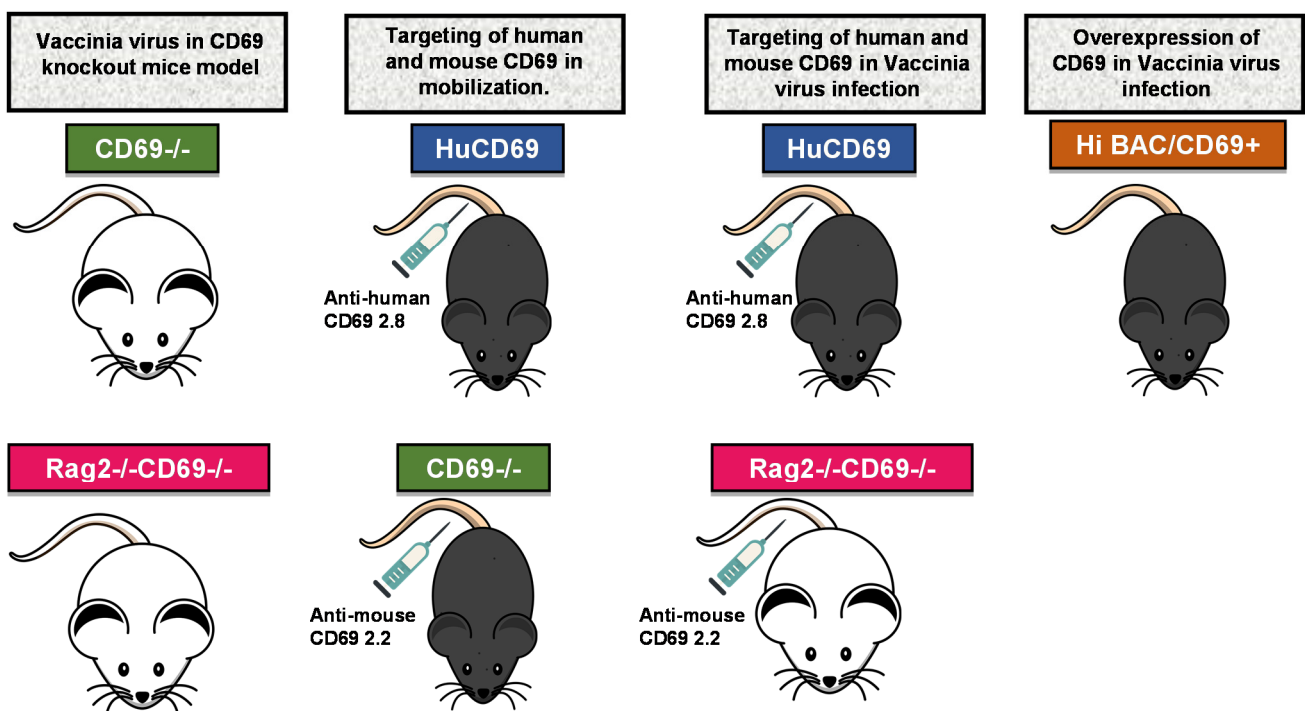 Vaccinia virus in CD69
knockout mice model
Targeting of human
and mouse CD69 in
mobilization.
Targeting of human and
mouse CD69 in Vaccinia
virus infection
Overexpression of
CD69 in Vaccinia virus
infection
CD69-/-
HuCD69
HuCD69
Hi BAC/CD69+
Anti-human
CD69 2.8
Anti-human
CD69 2.8
Rag2-/-CD69-/-
CD69-/-
Rag2-/-CD69-/-
Anti-mouse
CD69 2.2
Anti-mouse
CD69 2.2